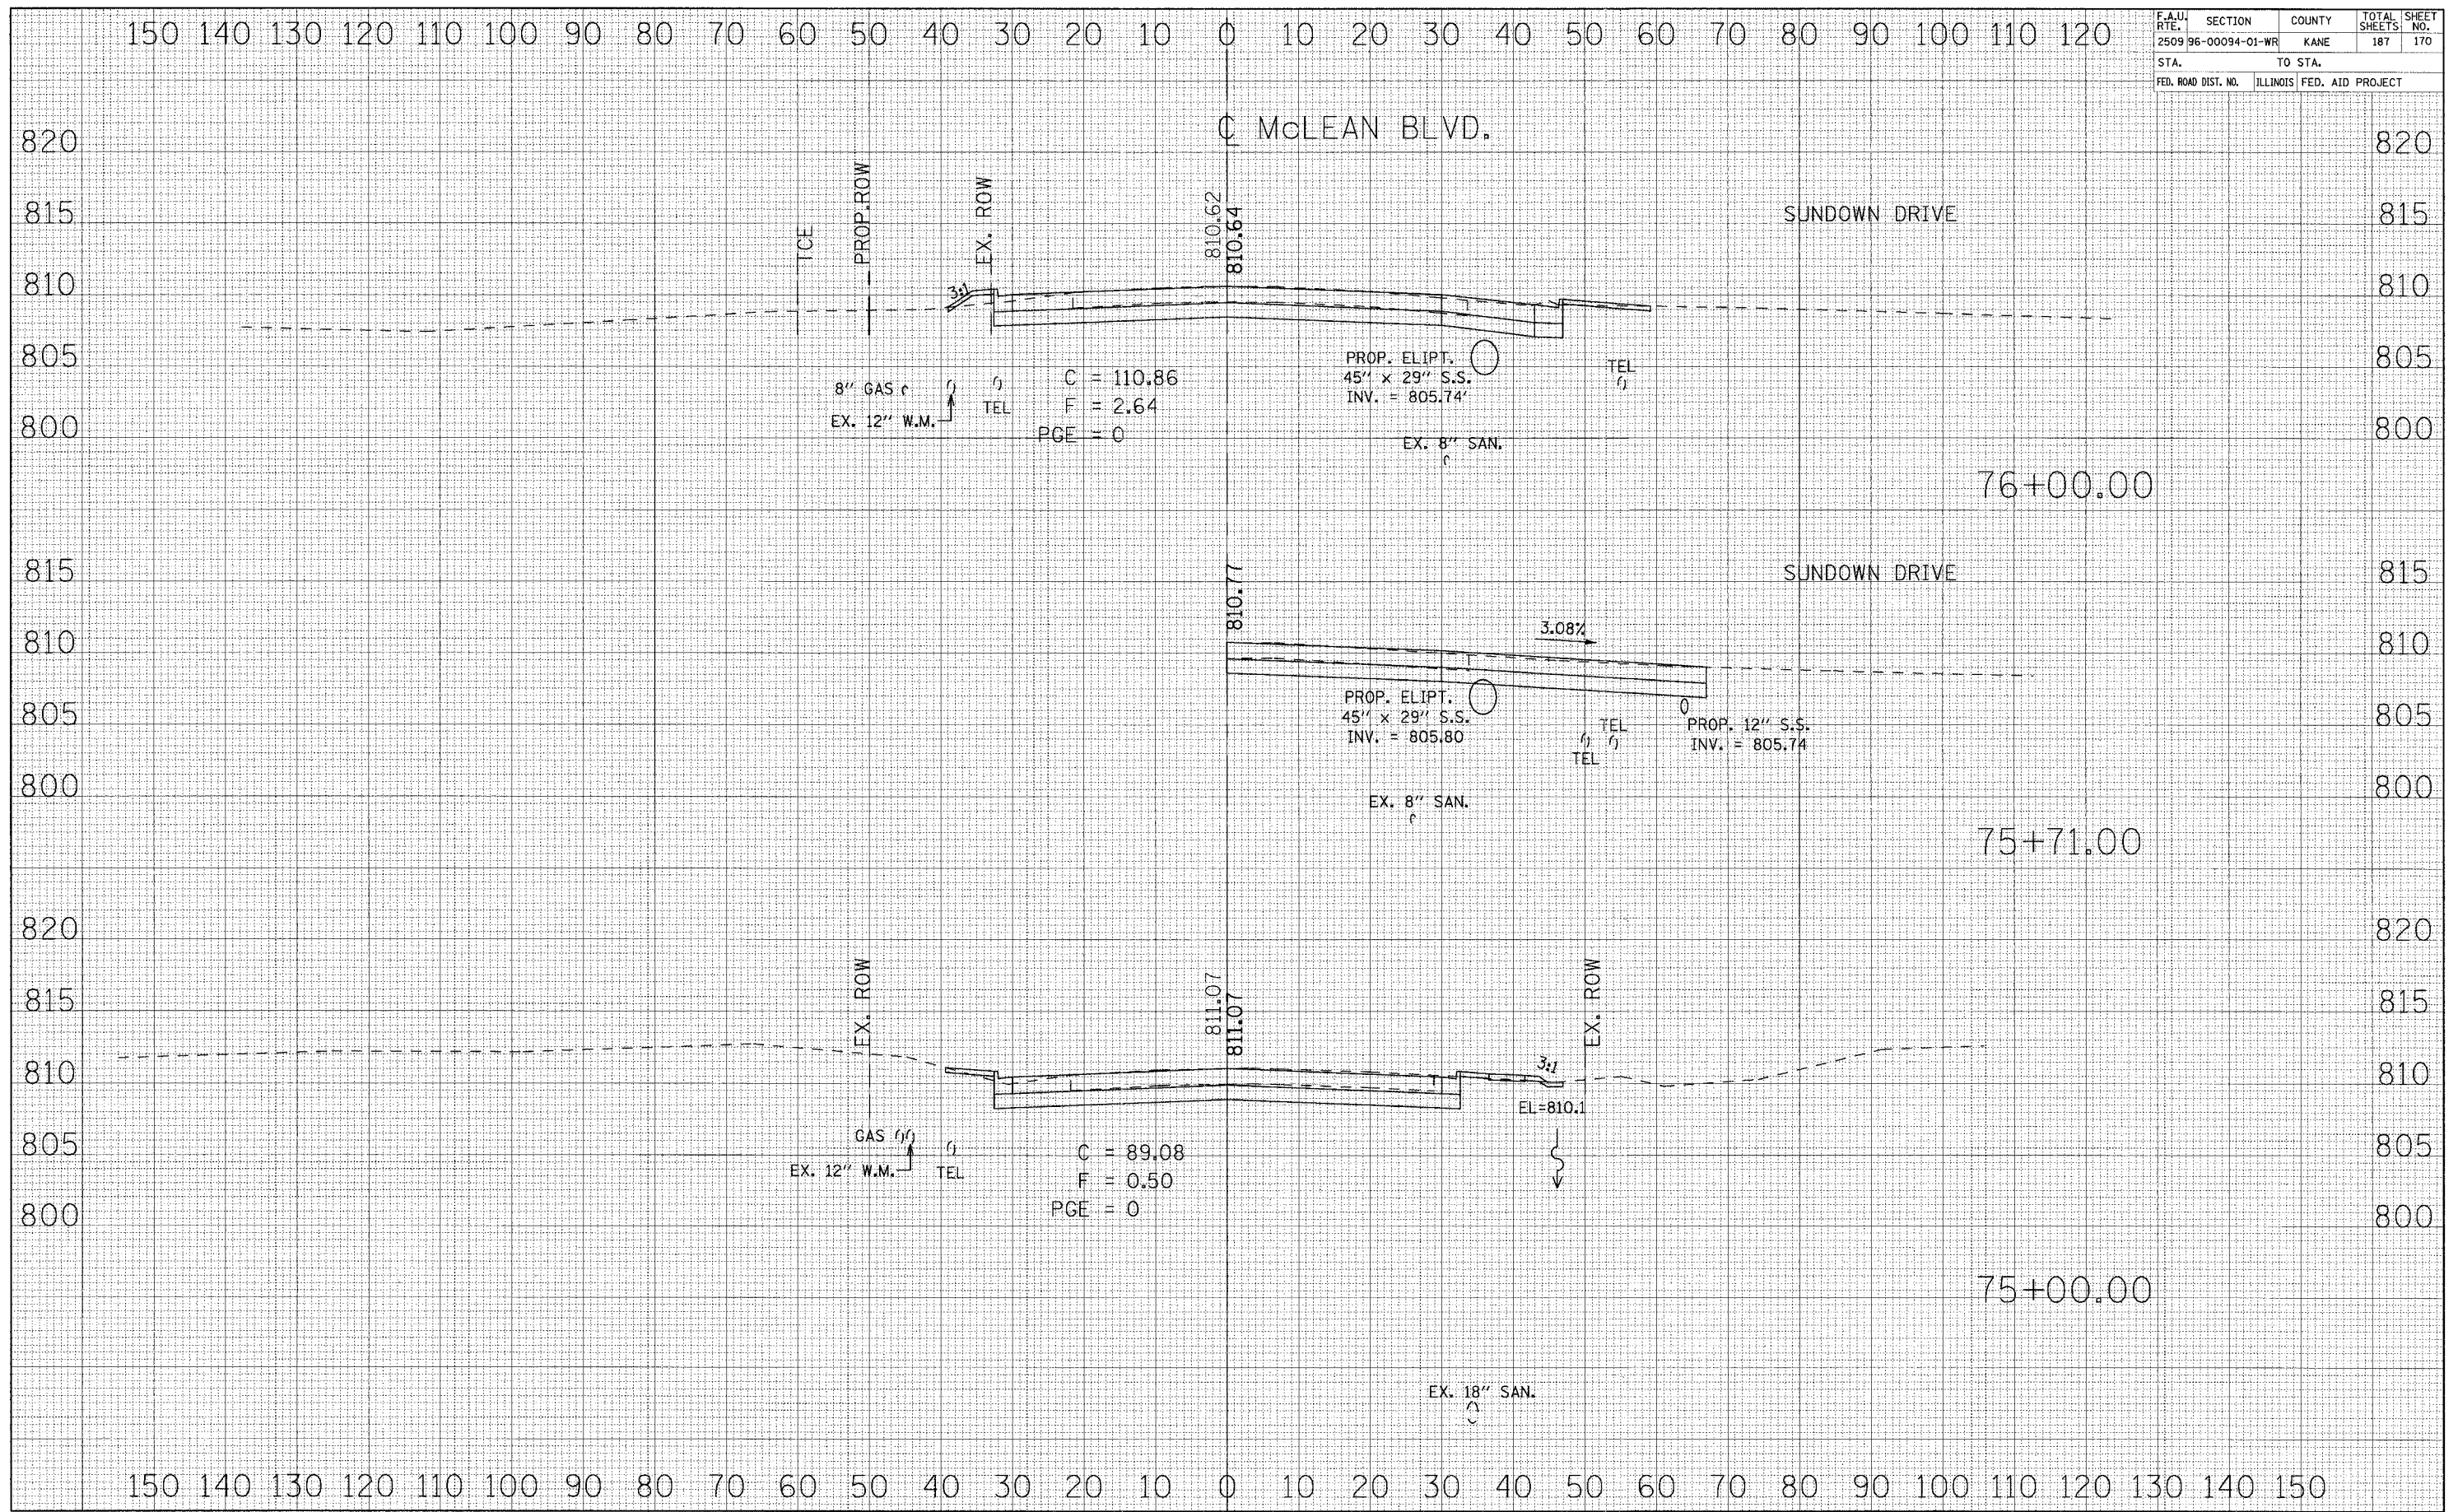 150 140 130 120 110 100 90 80 70 60 50 40 30 20 10 0 10 20 30 40 50 60 70 80 90 100 110 120
F.A.U. RTE. SECTION COUNTY TOTAL SHEETS SHEET NO.
2509 96-00094-01-WR KANE 187 170
STA. TO STA.
FED. ROAD DIST. NO. ILLINOIS FED. AID PROJECT
℄ McLEAN BLVD.
820 820
815 815
810 810
805 805
800 800
TCE
PROP.ROW
EX. ROW
810.62
810.64
SUNDOWN DRIVE
3:1
8" GAS
EX. 12" W.M.
TEL
C = 110.86
F = 2.64
PGE = 0
PROP. ELIPT.
45" x 29" S.S.
INV. = 805.74'
TEL
EX. 8" SAN.
76+00.00
815 815
810 810
805 805
800 800
810.77
SUNDOWN DRIVE
3.08%
PROP. ELIPT.
45" x 29" S.S.
INV. = 805.80
TEL
TEL
PROP. 12" S.S.
INV. = 805.74
EX. 8" SAN.
75+71.00
820 820
815 815
810 810
805 805
800 800
EX. ROW
811.07
811.07
EX. ROW
3:1
EL=810.1
GAS
EX. 12" W.M.
TEL
C = 89.08
F = 0.50
PGE = 0
75+00.00
EX. 18" SAN.
150 140 130 120 110 100 90 80 70 60 50 40 30 20 10 0 10 20 30 40 50 60 70 80 90 100 110 120 130 140 150